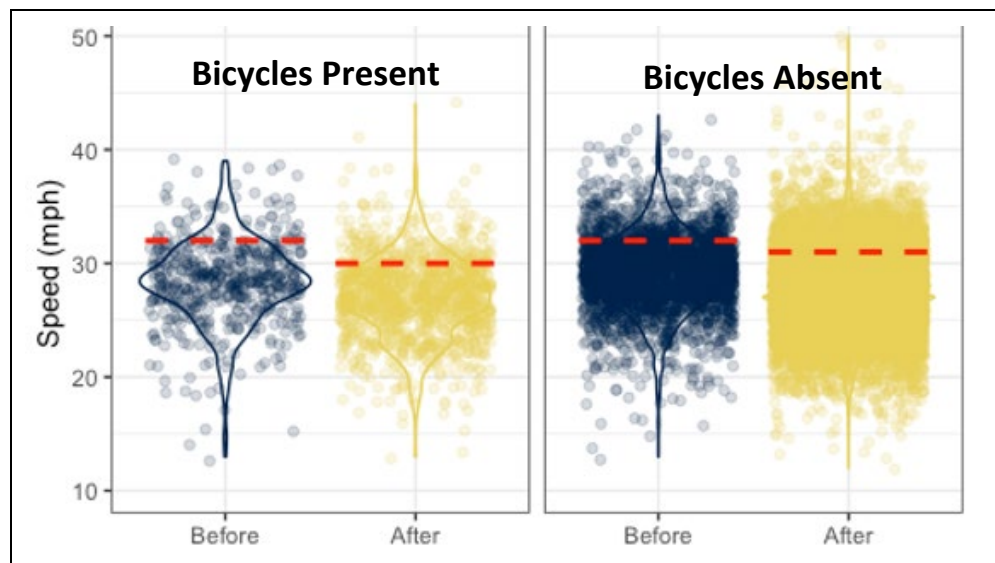 Bicycles Present
Bicycles Absent
Speed (mph)
50
40
30
20
10
Before
After
Before
After